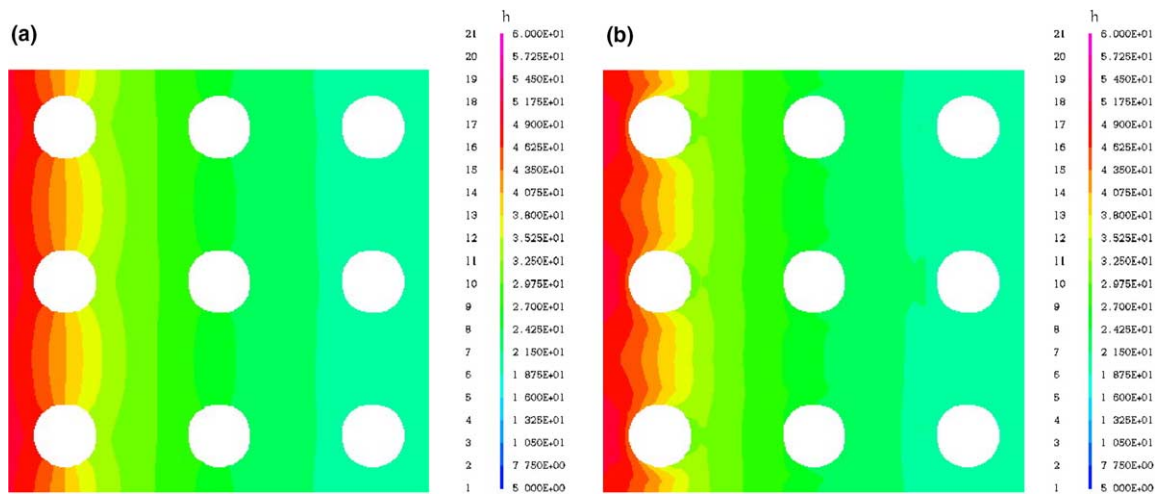 (a)
h
21 6.000E+01
20 5.725E+01
19 5 450E+01
18 5 175E+01
17 4 900E+01
16 4 625E+01
15 4 350E+01
14 4 075E+01
13 3.800E+01
12 3.525E+01
11 3.250E+01
10 2.975E+01
9 2.700E+01
8 2.425E+01
7 2 150E+01
6 1 875E+01
5 1 600E+01
4 1 325E+01
3 1 050E+01
2 7 750E+00
1 5 000E+00
(b)
h
21 6.000E+01
20 5.725E+01
19 5 450E+01
18 5 175E+01
17 4 900E+01
16 4 625E+01
15 4 350E+01
14 4 075E+01
13 3.800E+01
12 3.525E+01
11 3.250E+01
10 2.975E+01
9 2.700E+01
8 2.425E+01
7 2 150E+01
6 1 875E+01
5 1 600E+01
4 1 325E+01
3 1 050E+01
2 7 750E+00
1 5 000E+00